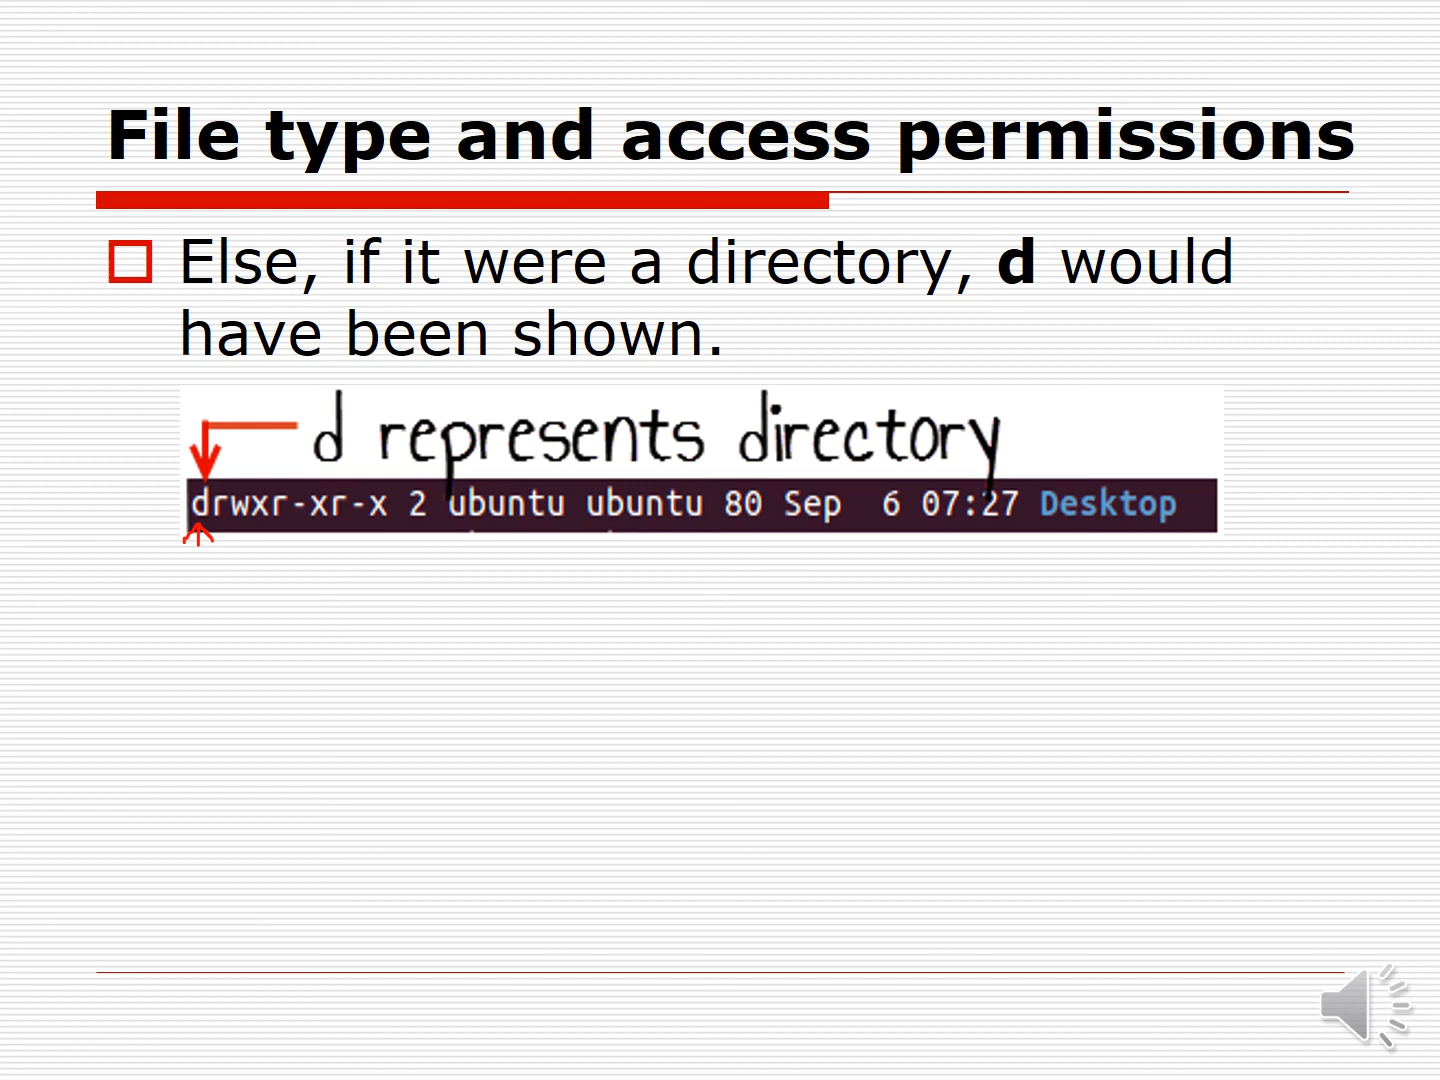 File type and access permissions
Else, if it were a directory, d would
have been shown.
d represents directory
drwxr-xr-x 2 ubuntu ubuntu 80 Sep  6 07:27 Desktop